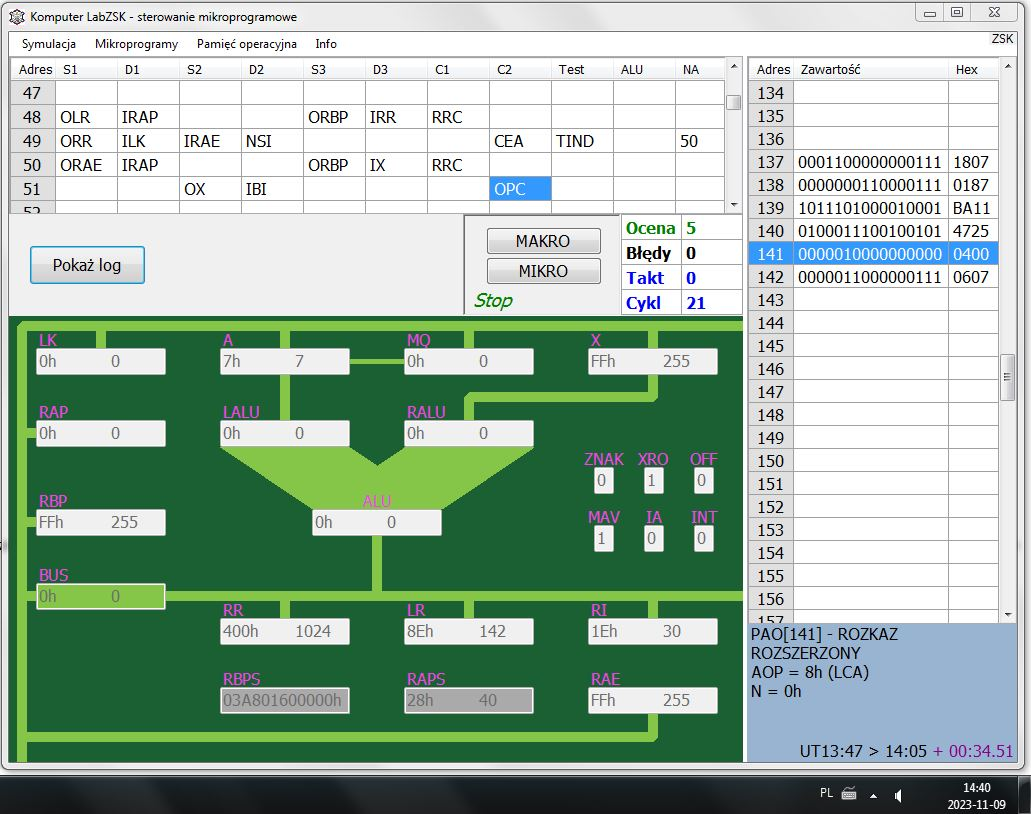 Komputer LabZSK - sterowanie mikroprogramowe
Symulacja Mikroprogramy Pamięć operacyjna Info ZSK
Adres S1 D1 S2 D2 S3 D3 C1 C2 Test ALU NA
47
48 OLR IRAP ORBP IRR RRC
49 ORR ILK IRAE NSI CEA TIND 50
50 ORAE IRAP ORBP IX RRC
51 OX IBI OPC
52
Adres Zawartość Hex
134
135
136
137 0001100000000111 1807
138 0000000110000111 0187
139 1011101000010001 BA11
140 0100011100100101 4725
141 0000010000000000 0400
142 0000011000000111 0607
143
144
145
146
147
148
149
150
151
152
153
154
155
156
157
Pokaż log
MAKRO
MIKRO
Stop
Ocena 5
Błędy 0
Takt 0
Cykl 21
LK A MQ X
0h 0 7h 7 0h 0 FFh 255
RAP LALU RALU
0h 0 0h 0 0h 0
ZNAK XRO OFF
0 1 0
RBP ALU
FFh 255 0h 0
MAV IA INT
1 0 0
BUS
0h 0
RR LR RI
400h 1024 8Eh 142 1Eh 30
RBPS RAPS RAE
03A801600000h 28h 40 FFh 255
PAO[141] - ROZKAZ
ROZSZERZONY
AOP = 8h (LCA)
N = 0h
UT13:47 > 14:05 + 00:34.51
PL 14:40
2023-11-09